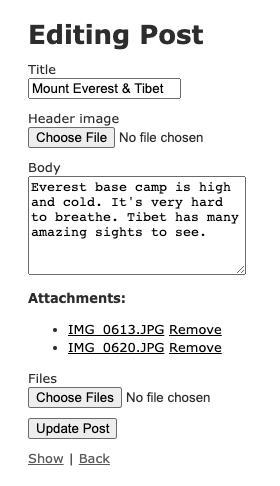 Editing Post
Title
Mount Everest & Tibet
Header image
Choose File No file chosen
Body
Everest base camp is high
and cold. It's very hard
to breathe. Tibet has many
amazing sights to see.
Attachments:
• IMG_0613.JPG Remove
• IMG_0620.JPG Remove
Files
Choose Files No file chosen
Update Post
Show | Back